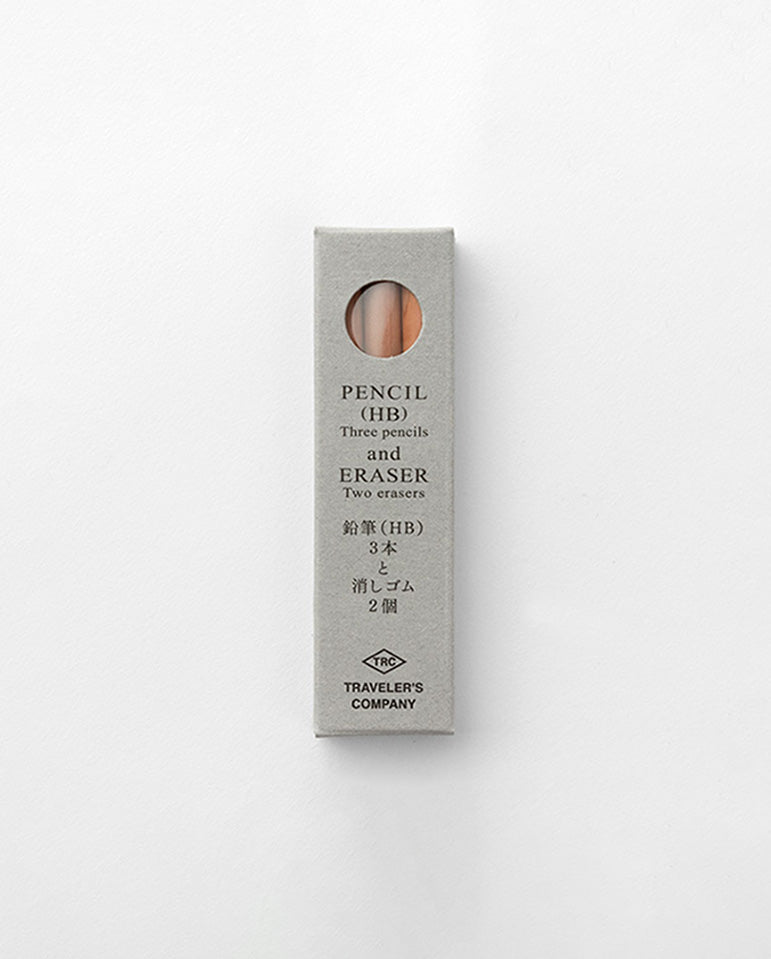 PENCIL
(HB)
Three pencils
and
ERASER
Two erasers
鉛筆(HB)
3本
と
消しゴム
2個
TRC
TRAVELER'S
COMPANY